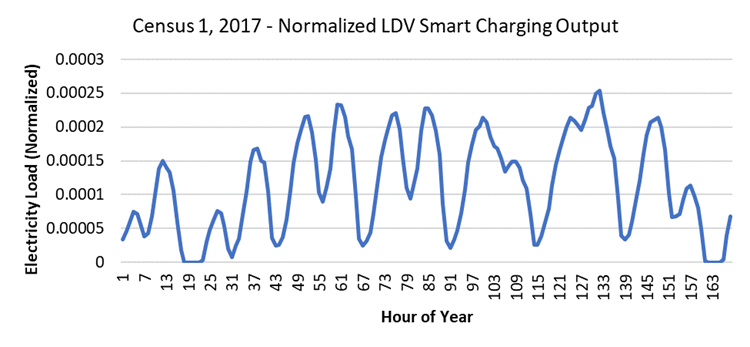 Census 1, 2017 - Normalized LDV Smart Charging Output
Electricity Load (Normalized)
0.0003
0.00025
0.0002
0.00015
0.0001
0.00005
0
1 7 13 19 25 31 37 43 49 55 61 67 73 79 85 91 97 103 109 115 121 127 133 139 145 151 157 163
Hour of Year